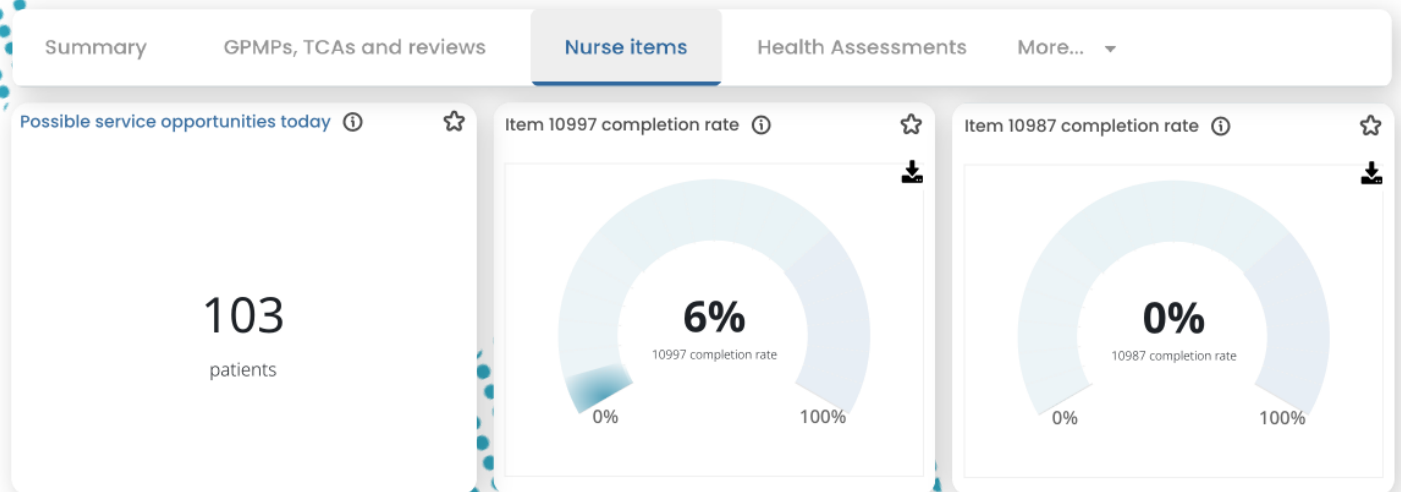 Summary
GPMPs, TCAs and reviews
Nurse items
Health Assessments
More...
Possible service opportunities today
103
patients
Item 10997 completion rate
6%
10997 completion rate
0%
100%
Item 10987 completion rate
0%
10987 completion rate
0%
100%